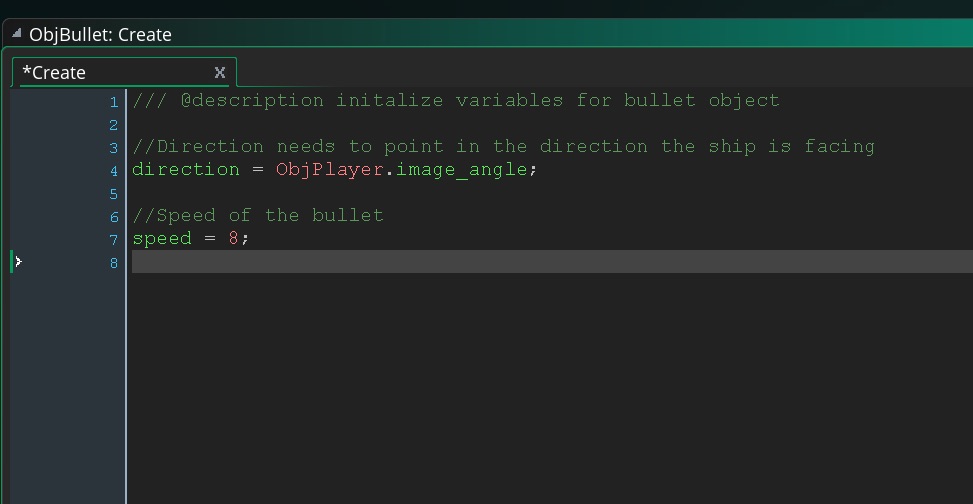 ObjBullet: Create
*Create X
1 /// @description initalize variables for bullet object
2
3 //Direction needs to point in the direction the ship is facing
4 direction = ObjPlayer.image_angle;
5
6 //Speed of the bullet
7 speed = 8;
8